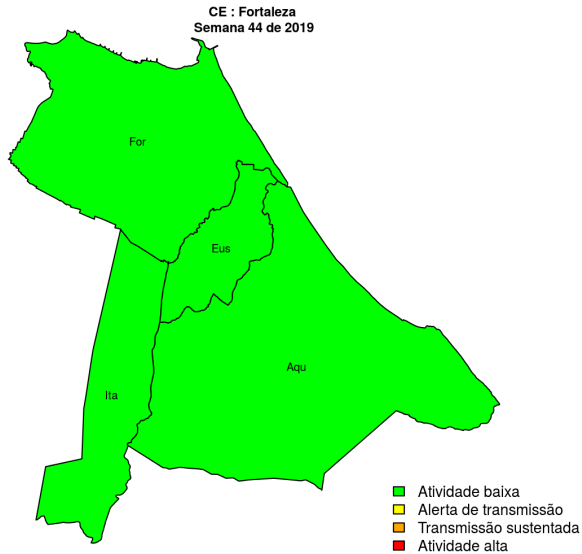 CE : Fortaleza
Semana 44 de 2019
For
Eus
Aqu
Ita
Atividade baixa
Alerta de transmissão
Transmissão sustentada
Atividade alta